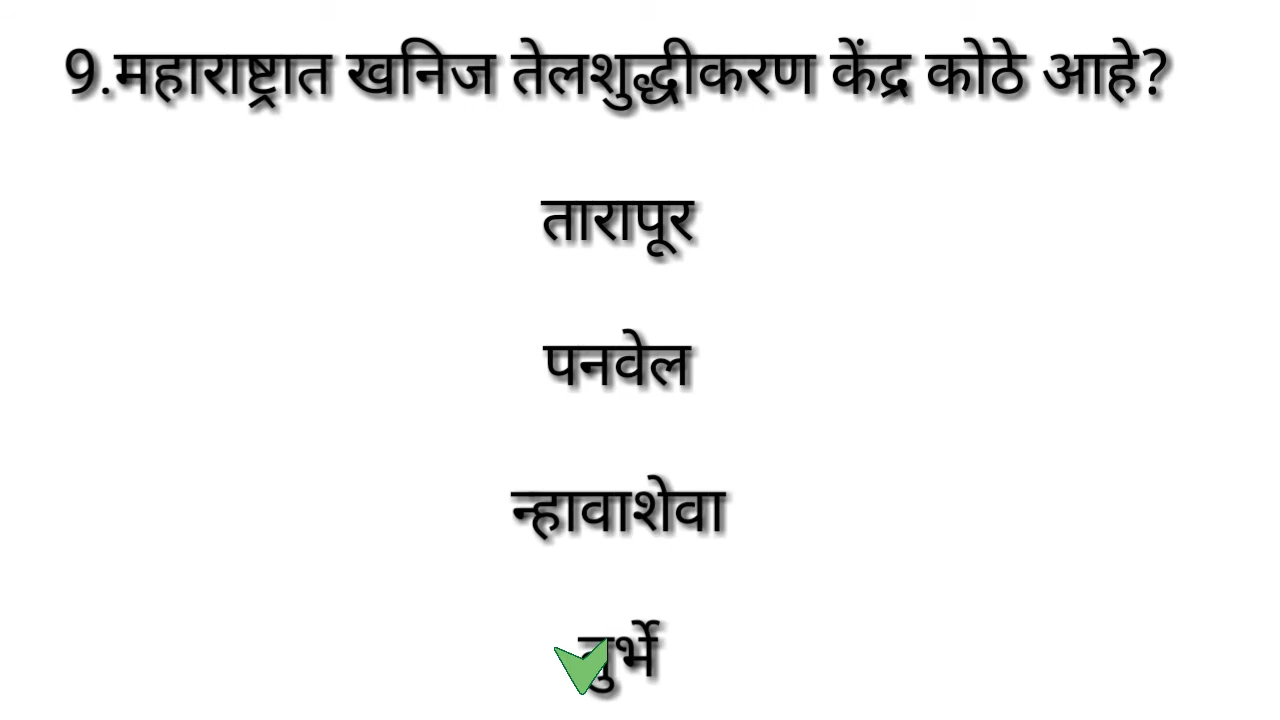 9.महाराष्ट्रात खनिज तेलशुद्धीकरण केंद्र कोठे आहे?
तारापूर
पनवेल
न्हावाशेवा
तुर्भे